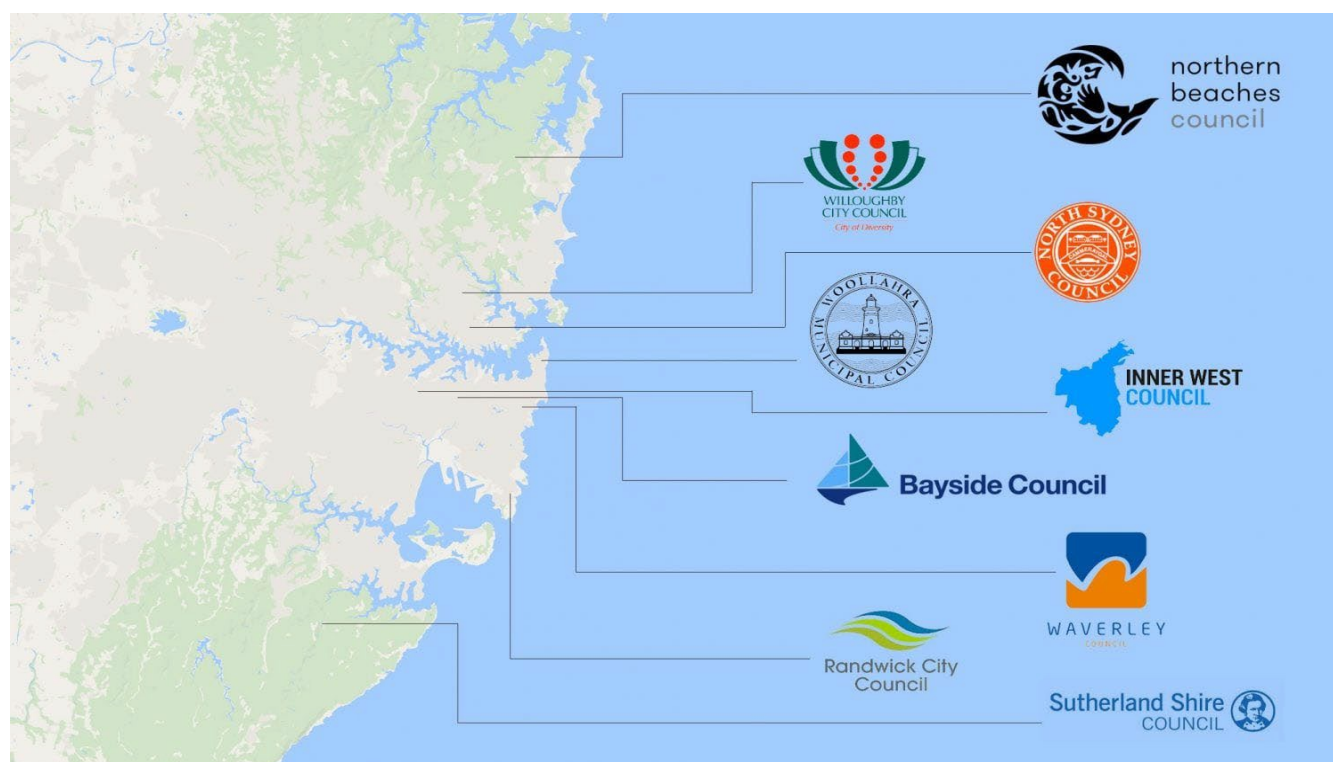 northern
beaches
council
WILLOUGHBY
CITY COUNCIL
City of Diversity
NORTH SYDNEY
COUNCIL
WOOLLAHRA
MUNICIPAL COUNCIL
INNER WEST
COUNCIL
Bayside Council
WAVERLEY
COUNCIL
Randwick City
Council
Sutherland Shire
COUNCIL